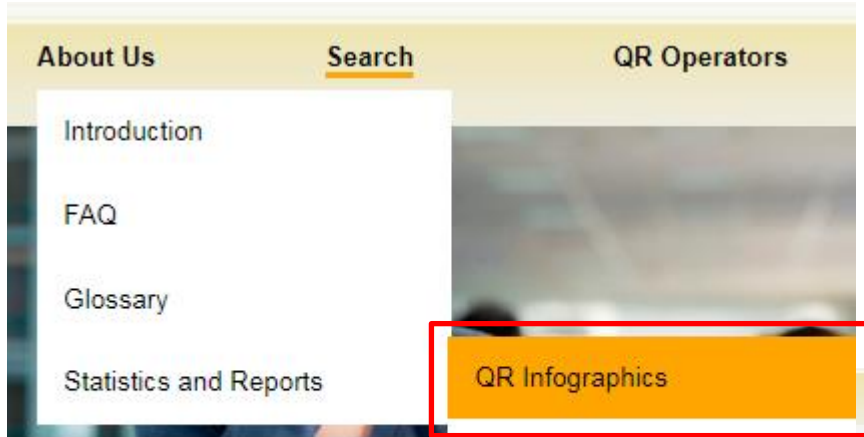 About Us Search QR Operators
Introduction
FAQ
Glossary
Statistics and Reports QR Infographics